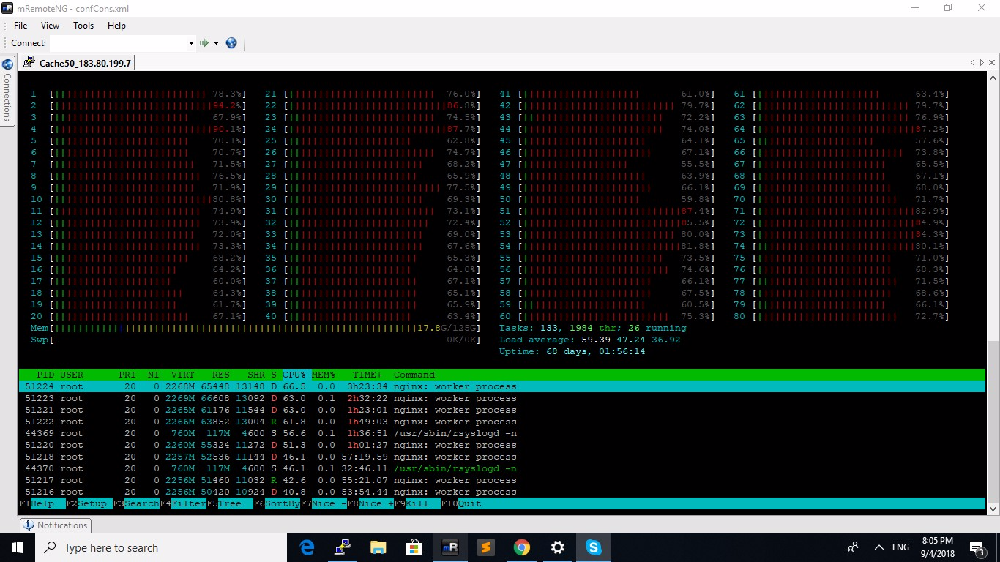 mRemoteNG - confCons.xml
File View Tools Help
Connect:
Connections
Cache50_183.80.199.7
1 [|||||||||||||||||||||||||| 78.3%] 21 [||||||||||||||||||||||||| 76.0%] 41 [|||||||||||||||||||| 61.0%] 61 [||||||||||||||||||||| 63.4%]
2 [|||||||||||||||||||||||||||94.2%] 22 [|||||||||||||||||||||||||||86.8%] 42 [|||||||||||||||||||||||||| 79.7%] 62 [|||||||||||||||||||||||||| 79.7%]
3 [||||||||||||||||||||||| 67.9%] 23 [||||||||||||||||||||||||| 74.5%] 43 [|||||||||||||||||||||||| 72.2%] 63 [|||||||||||||||||||||||||| 76.9%]
4 [|||||||||||||||||||||||||||90.1%] 24 [|||||||||||||||||||||||||||87.7%] 44 [|||||||||||||||||||||||| 74.0%] 64 [|||||||||||||||||||||||||||87.2%]
5 [||||||||||||||||||||||| 70.1%] 25 [||||||||||||||||||||| 62.8%] 45 [||||||||||||||||||||| 64.1%] 65 [|||||||||||||||||||| 57.6%]
6 [||||||||||||||||||||||| 70.7%] 26 [||||||||||||||||||||||||| 74.7%] 46 [|||||||||||||||||||||| 67.1%] 66 [||||||||||||||||||||||||| 73.8%]
7 [||||||||||||||||||||||| 71.5%] 27 [||||||||||||||||||||||| 68.2%] 47 [|||||||||||||||||| 55.5%] 67 [|||||||||||||||||||||| 65.5%]
8 [||||||||||||||||||||||||| 76.5%] 28 [|||||||||||||||||||||| 65.9%] 48 [||||||||||||||||||||| 63.9%] 68 [|||||||||||||||||||||| 67.1%]
9 [||||||||||||||||||||||||| 71.9%] 29 [|||||||||||||||||||||||||| 77.5%] 49 [|||||||||||||||||||||| 66.1%] 69 [||||||||||||||||||||||| 68.0%]
10 [|||||||||||||||||||||||||||80.8%] 30 [||||||||||||||||||||||| 69.3%] 50 [|||||||||||||||||||| 59.8%] 70 [|||||||||||||||||||||||| 71.7%]
11 [|||||||||||||||||||||||||| 74.9%] 31 [||||||||||||||||||||||||| 73.1%] 51 [|||||||||||||||||||||||||||87.4%] 71 [|||||||||||||||||||||||||||82.9%]
12 [||||||||||||||||||||||||| 73.9%] 32 [|||||||||||||||||||||||| 72.4%] 52 [|||||||||||||||||||||||||||85.5%] 72 [|||||||||||||||||||||||||||84.9%]
13 [||||||||||||||||||||||||| 72.0%] 33 [||||||||||||||||||||||| 69.0%] 53 [||||||||||||||||||||||||||| 80.0%] 73 [|||||||||||||||||||||||||||84.3%]
14 [||||||||||||||||||||||||| 73.3%] 34 [||||||||||||||||||||||| 67.6%] 54 [|||||||||||||||||||||||||||81.8%] 74 [|||||||||||||||||||||||||||80.1%]
15 [||||||||||||||||||||||| 68.2%] 35 [|||||||||||||||||||||| 65.3%] 55 [|||||||||||||||||||||||| 73.5%] 75 [||||||||||||||||||||||| 71.0%]
16 [||||||||||||||||||||| 64.2%] 36 [||||||||||||||||||||| 64.0%] 56 [||||||||||||||||||||||||| 74.6%] 76 [||||||||||||||||||||||| 68.3%]
17 [||||||||||||||||||||| 60.0%] 37 [|||||||||||||||||||||| 67.1%] 57 [|||||||||||||||||||||| 66.1%] 77 [|||||||||||||||||||||||| 71.5%]
18 [|||||||||||||||||||||| 64.3%] 38 [|||||||||||||||||||||| 65.1%] 58 [|||||||||||||||||||||| 67.5%] 78 [||||||||||||||||||||||| 68.6%]
19 [||||||||||||||||||||| 61.7%] 39 [|||||||||||||||||||||| 65.9%] 59 [||||||||||||||||||||| 60.5%] 79 [|||||||||||||||||||||| 66.1%]
20 [||||||||||||||||||||||| 67.1%] 40 [||||||||||||||||||||| 63.4%] 60 [|||||||||||||||||||||||||| 75.3%] 80 [|||||||||||||||||||||||| 72.7%]
Mem[||||||||||||||||||||||||||||||||||||||||||||||||||||||||||||||17.8G/125G] Tasks: 133, 1984 thr; 26 running
Swp[ 0K/0K] Load average: 59.39 47.24 36.92
Uptime: 68 days, 01:56:14
PID USER PRI NI VIRT RES SHR S CPU% MEM% TIME+ Command
51224 root 20 0 2268M 65448 13148 D 66.5 0.0 3h23:34 nginx: worker process
51223 root 20 0 2269M 66608 13092 D 63.0 0.1 2h32:22 nginx: worker process
51221 root 20 0 2265M 61176 11544 D 63.0 0.0 1h23:01 nginx: worker process
51222 root 20 0 2266M 63852 13004 R 61.8 0.0 1h49:03 nginx: worker process
44369 root 20 0 760M 117M 4600 S 56.6 0.1 1h36:51 /usr/sbin/rsyslogd -n
51220 root 20 0 2260M 55324 11272 D 51.3 0.0 1h01:27 nginx: worker process
51218 root 20 0 2257M 52536 11144 D 46.1 0.0 57:19.59 nginx: worker process
44370 root 20 0 760M 117M 4600 S 46.1 0.1 32:46.11 /usr/sbin/rsyslogd -n
51217 root 20 0 2256M 51460 11032 R 42.6 0.0 55:21.07 nginx: worker process
51216 root 20 0 2256M 50420 10924 D 40.8 0.0 53:54.44 nginx: worker process
F1Help F2Setup F3SearchF4FilterF5Tree F6SortByF7Nice -F8Nice +F9Kill F10Quit
Notifications
Type here to search
mR
ENG
8:05 PM
9/4/2018
3